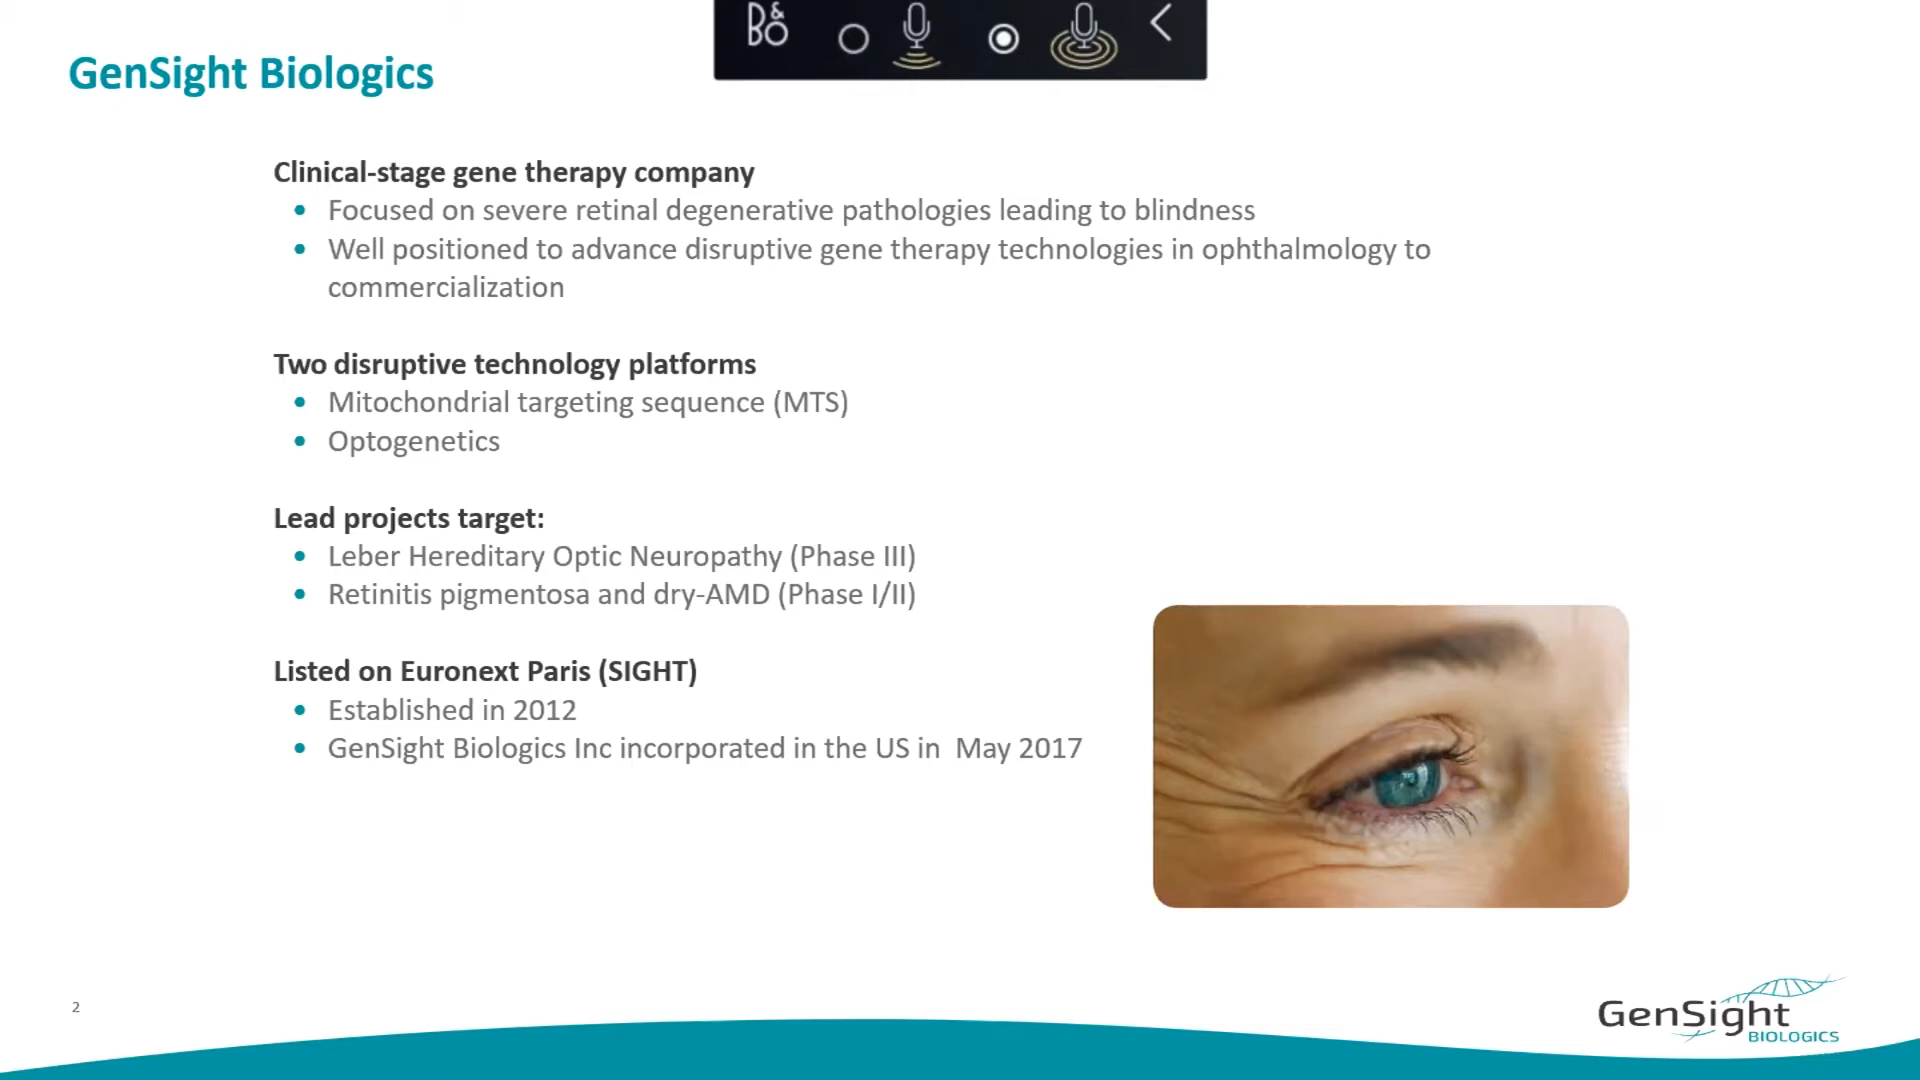 B&O
GenSight Biologics
Clinical-stage gene therapy company
• Focused on severe retinal degenerative pathologies leading to blindness
• Well positioned to advance disruptive gene therapy technologies in ophthalmology to
commercialization
Two disruptive technology platforms
• Mitochondrial targeting sequence (MTS)
• Optogenetics
Lead projects target:
• Leber Hereditary Optic Neuropathy (Phase III)
• Retinitis pigmentosa and dry-AMD (Phase I/II)
Listed on Euronext Paris (SIGHT)
• Established in 2012
• GenSight Biologics Inc incorporated in the US in  May 2017
2
GenSight
BIOLOGICS